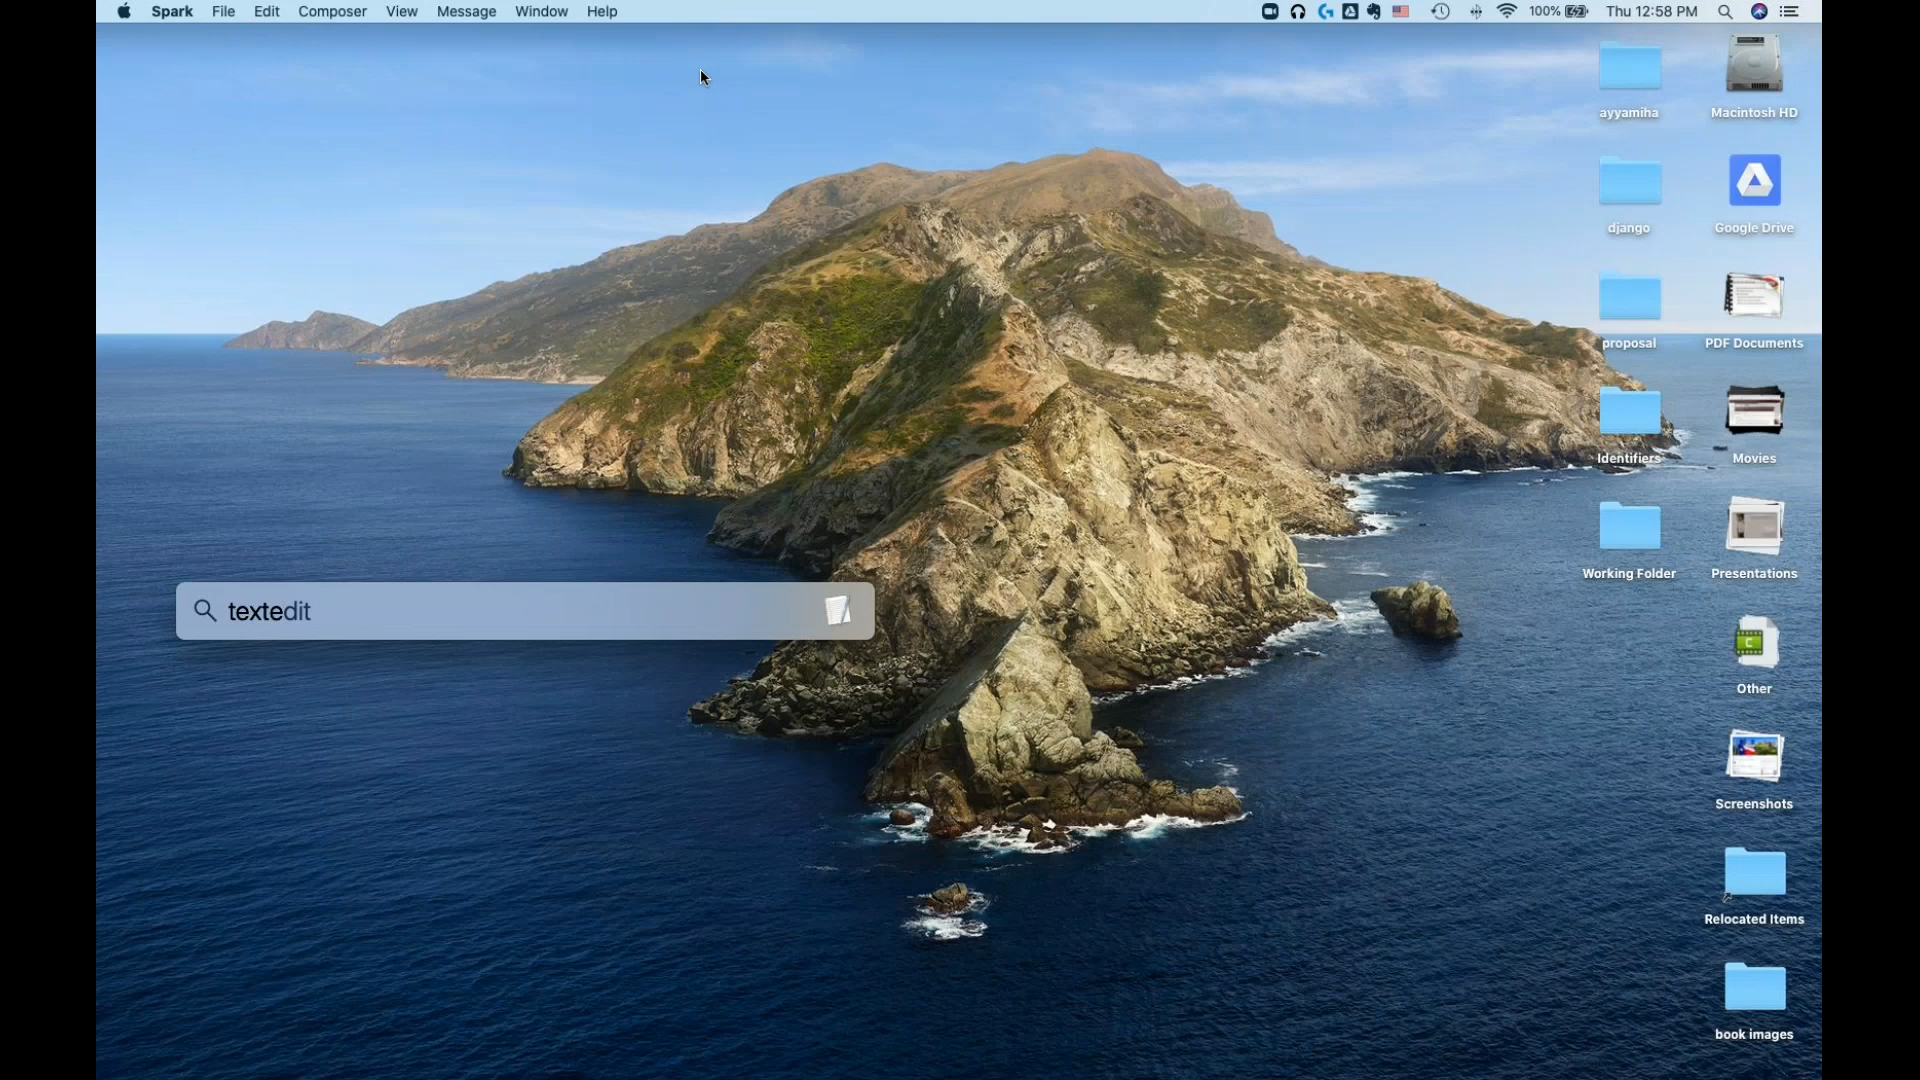 Spark File Edit Composer View Message Window Help 100% Thu 12:58 PM
ayyamiha Macintosh HD
django Google Drive
proposal PDF Documents
Identifiers Movies
Working Folder Presentations
textedit
Other
Screenshots
Relocated Items
book images